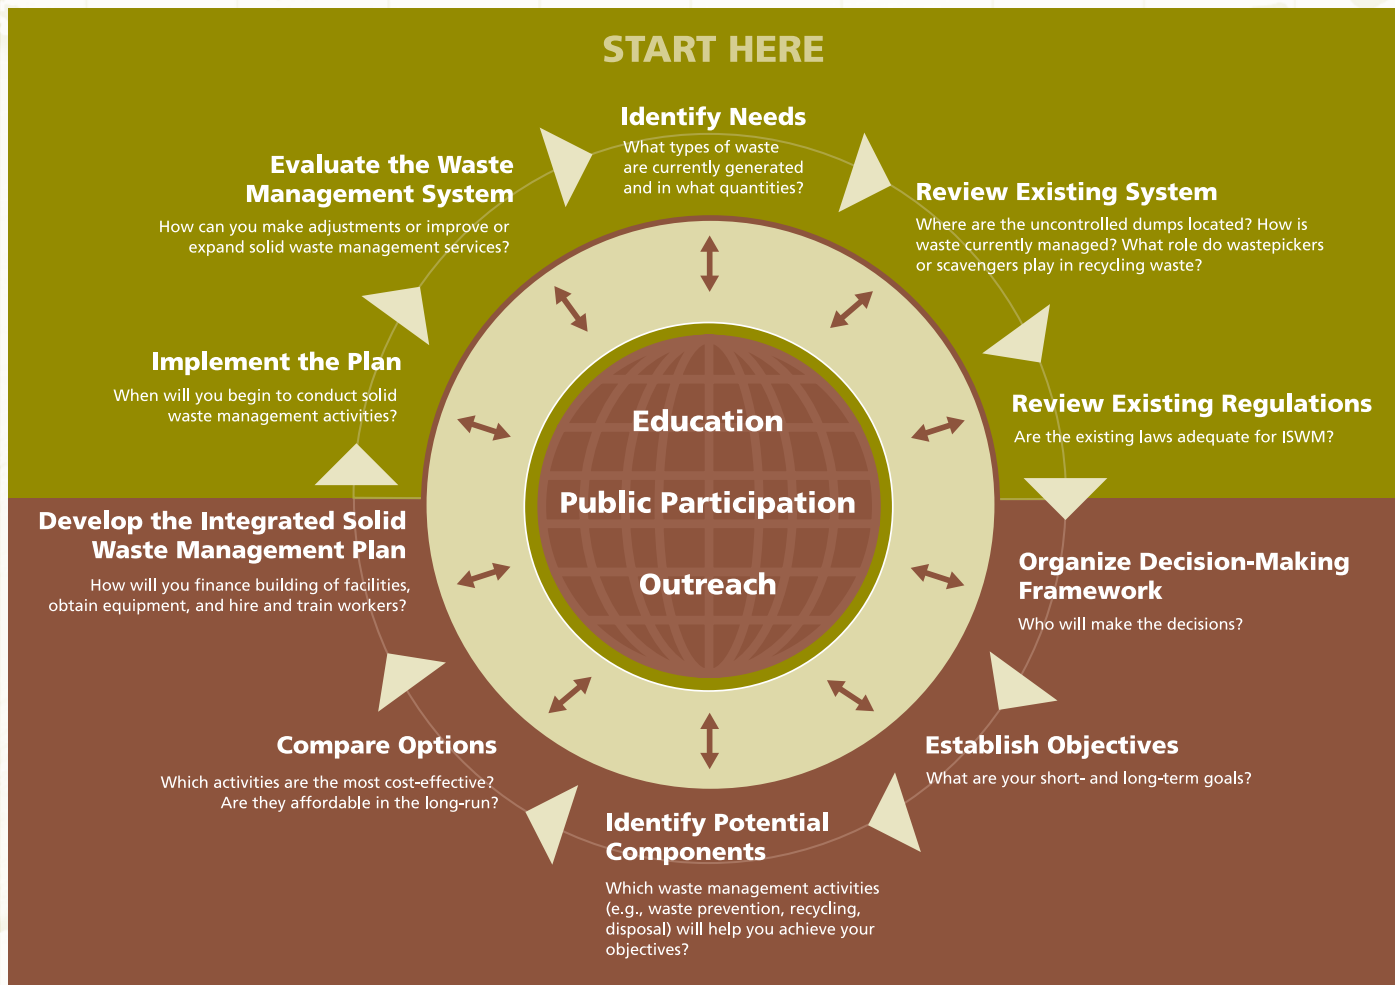 START HERE
Identify Needs
What types of waste
are currently generated
and in what quantities?
Review Existing System
Where are the uncontrolled dumps located? How is
waste currently managed? What role do wastepickers
or scavengers play in recycling waste?
Review Existing Regulations
Are the existing laws adequate for ISWM?
Organize Decision-Making
Framework
Who will make the decisions?
Establish Objectives
What are your short- and long-term goals?
Identify Potential
Components
Which waste management activities
(e.g., waste prevention, recycling,
disposal) will help you achieve your
objectives?
Compare Options
Which activities are the most cost-effective?
Are they affordable in the long-run?
Develop the Integrated Solid
Waste Management Plan
How will you finance building of facilities,
obtain equipment, and hire and train workers?
Implement the Plan
When will you begin to conduct solid
waste management activities?
Evaluate the Waste
Management System
How can you make adjustments or improve or
expand solid waste management services?
Education
Public Participation
Outreach